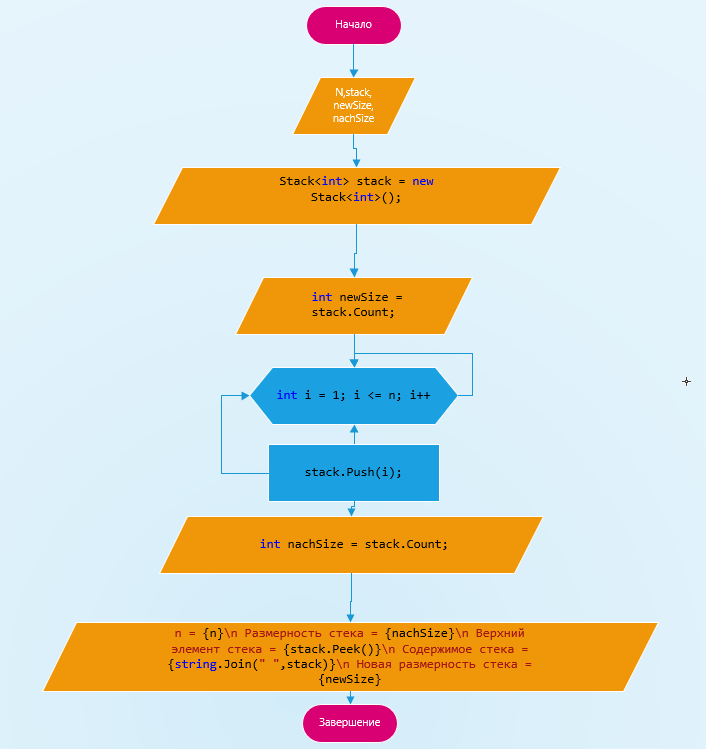 Начало
N,stack,
newSize,
nachSize
Stack<int> stack = new
Stack<int>();
int newSize =
stack.Count;
int i = 1; i <= n; i++
stack.Push(i);
int nachSize = stack.Count;
n = {n}\n Размерность стека = {nachSize}\n Верхний
элемент стека = {stack.Peek()}\n Содержимое стека =
{string.Join(" ",stack)}\n Новая размерность стека =
{newSize}
Завершение